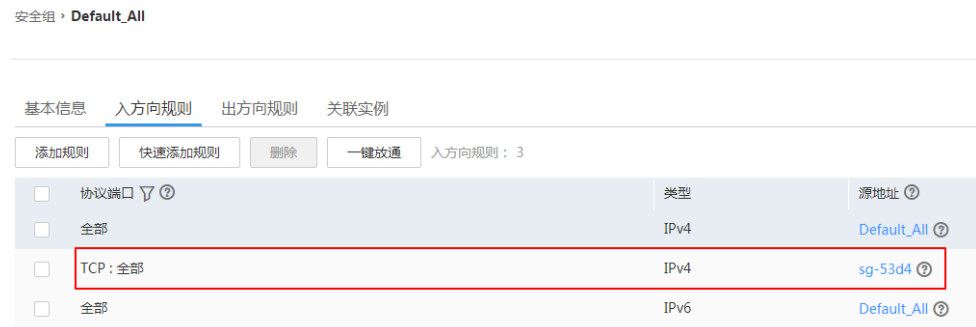 安全组 › Default_All
基本信息 入方向规则 出方向规则 关联实例
添加规则 快速添加规则 删除 一键放通 入方向规则： 3
协议端口 类型 源地址
全部 IPv4 Default_All
TCP : 全部 IPv4 sg-53d4
全部 IPv6 Default_All